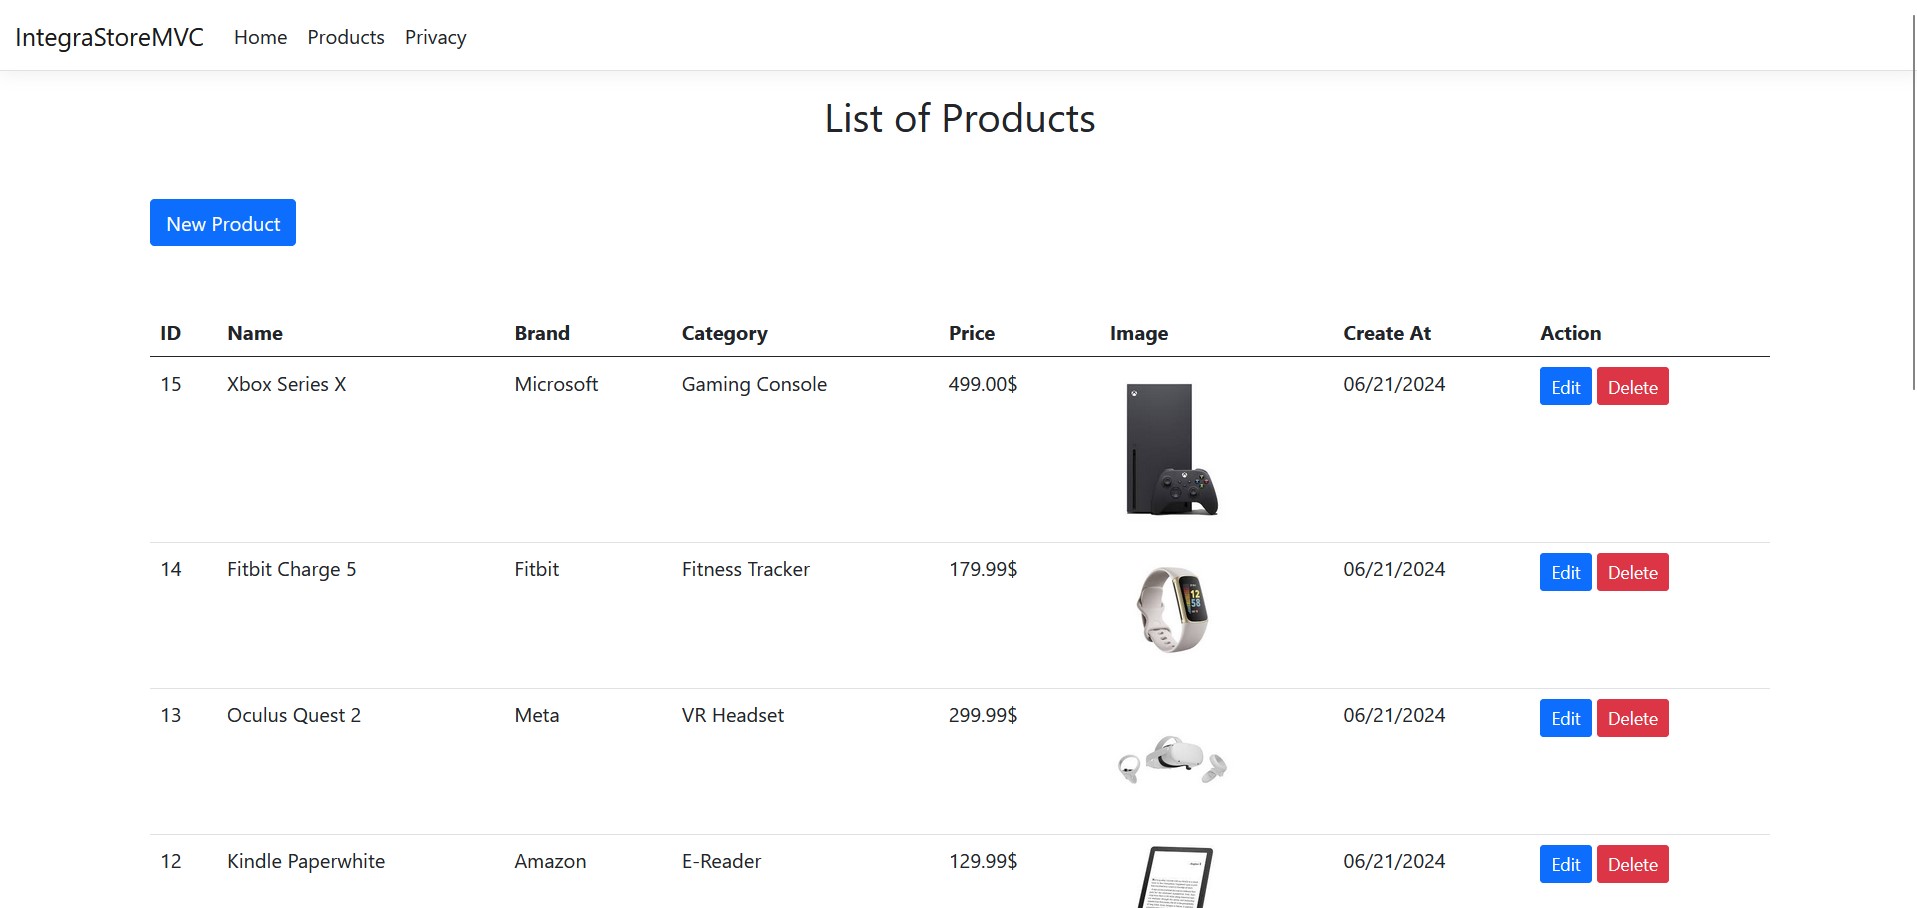 IntegraStoreMVC Home Products Privacy
List of Products
New Product
ID Name Brand Category Price Image Create At Action
15 Xbox Series X Microsoft Gaming Console 499.00$ 06/21/2024 Edit Delete
14 Fitbit Charge 5 Fitbit Fitness Tracker 179.99$ 06/21/2024 Edit Delete
12
58
13 Oculus Quest 2 Meta VR Headset 299.99$ 06/21/2024 Edit Delete
12 Kindle Paperwhite Amazon E-Reader 129.99$ 06/21/2024 Edit Delete